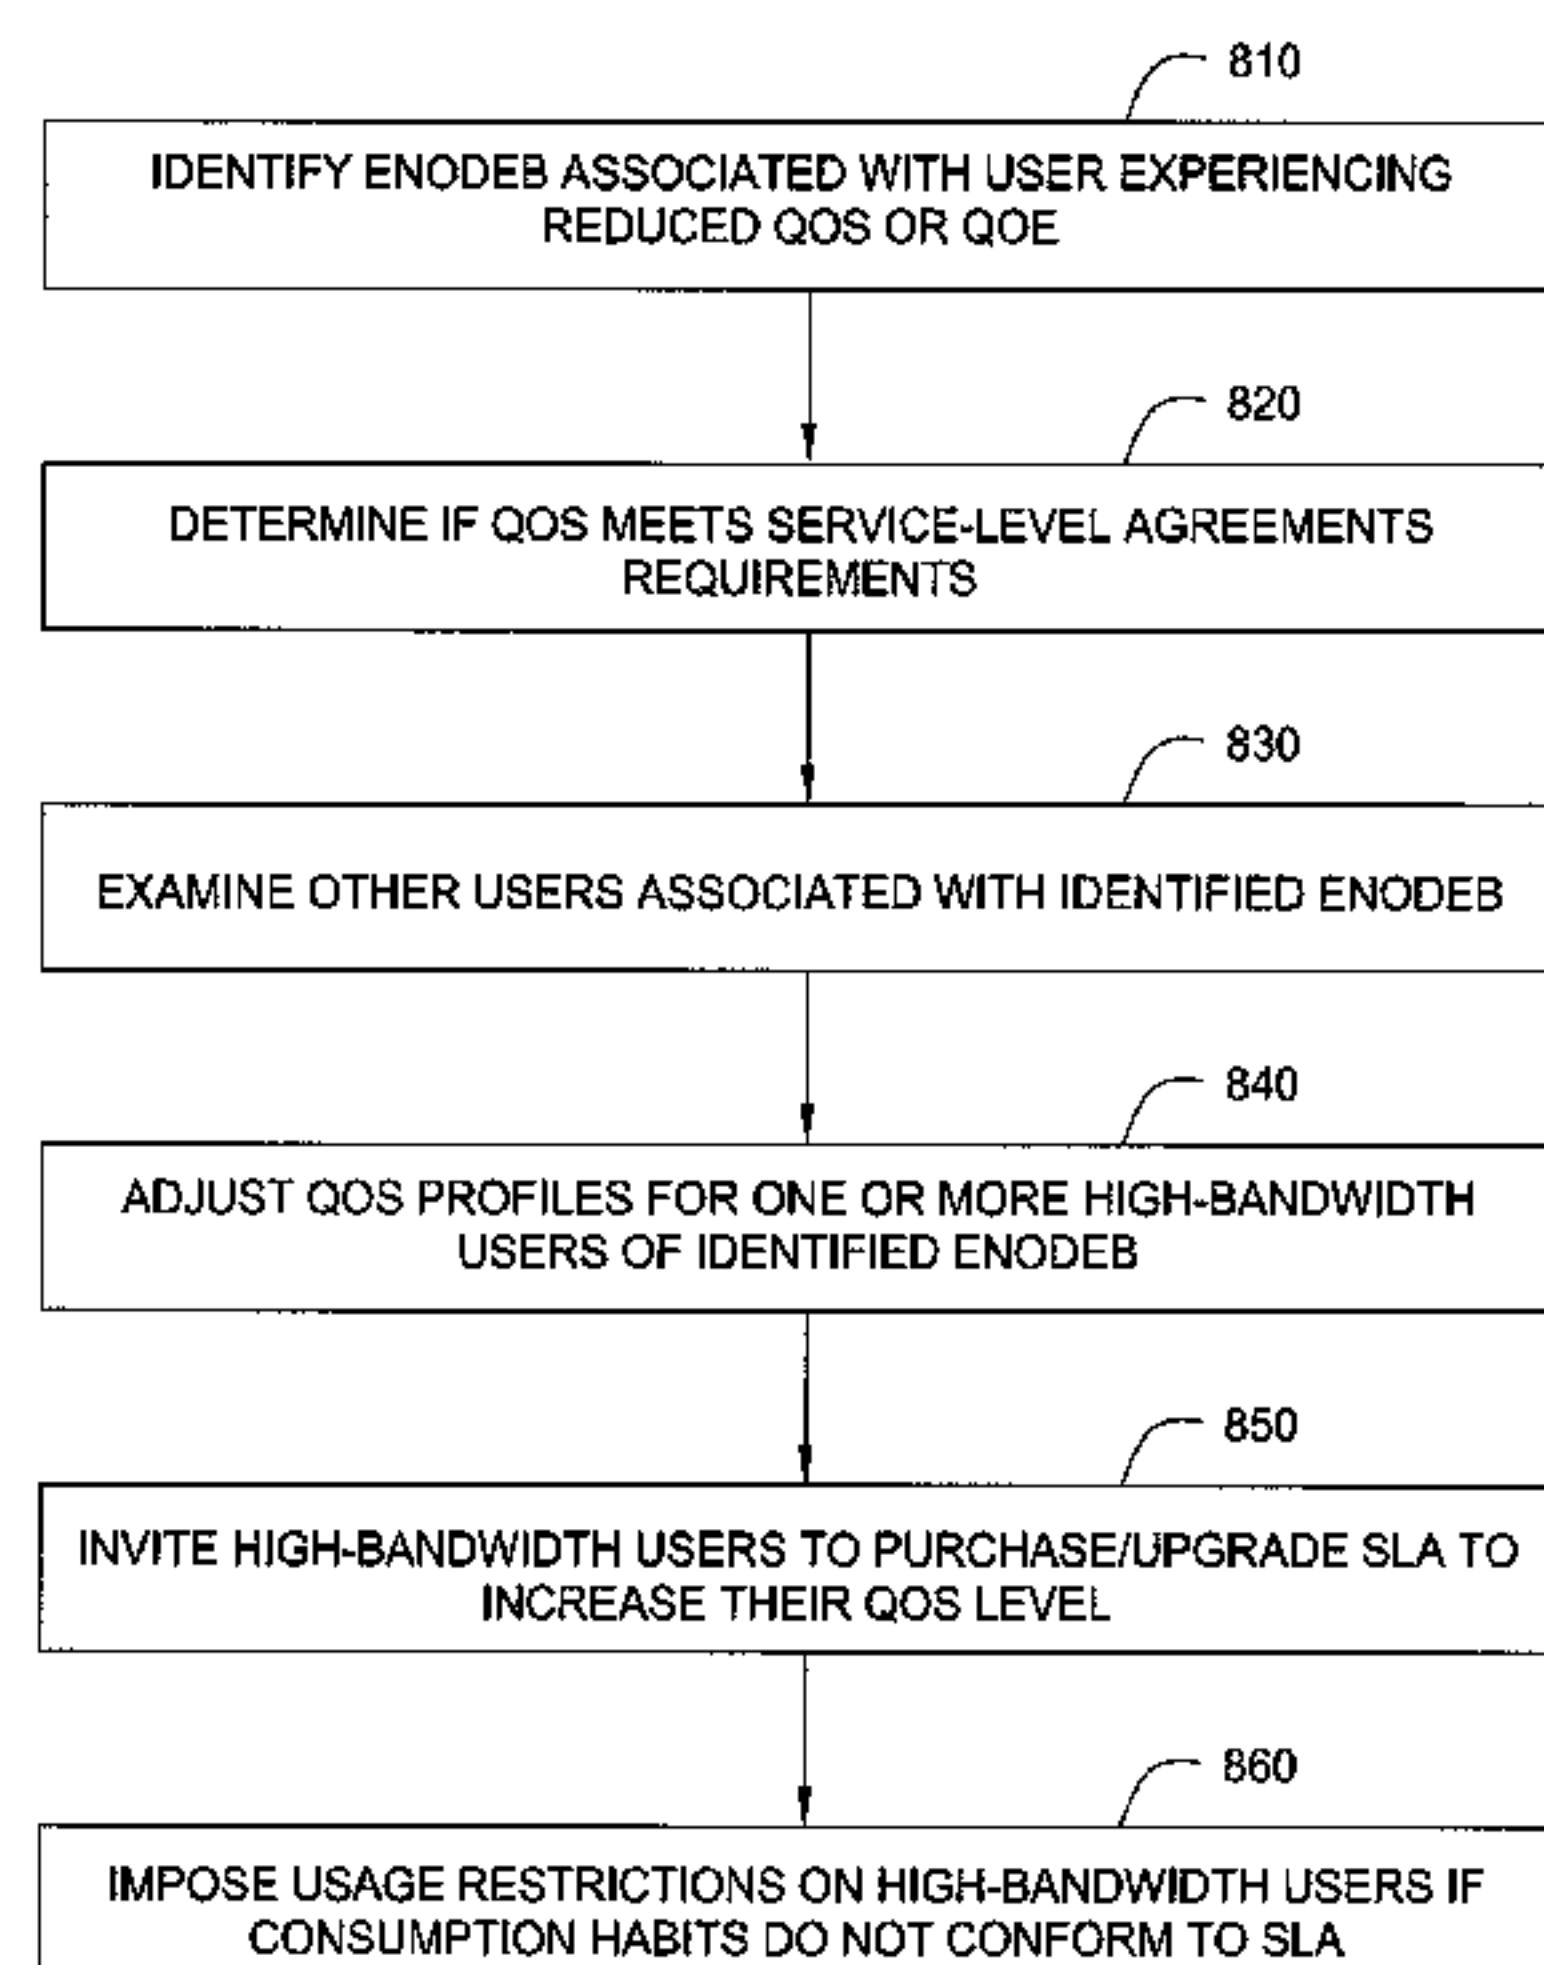 810
IDENTIFY ENODEB ASSOCIATED WITH USER EXPERIENCING
REDUCED QOS OR QOE
820
DETERMINE IF QOS MEETS SERVICE-LEVEL AGREEMENTS
REQUIREMENTS
830
EXAMINE OTHER USERS ASSOCIATED WITH IDENTIFIED ENODEB
840
ADJUST QOS PROFILES FOR ONE OR MORE HIGH-BANDWIDTH
USERS OF IDENTIFIED ENODEB
850
INVITE HIGH-BANDWIDTH USERS TO PURCHASE/UPGRADE SLA TO
INCREASE THEIR QOS LEVEL
860
IMPOSE USAGE RESTRICTIONS ON HIGH-BANDWIDTH USERS IF
CONSUMPTION HABITS DO NOT CONFORM TO SLA